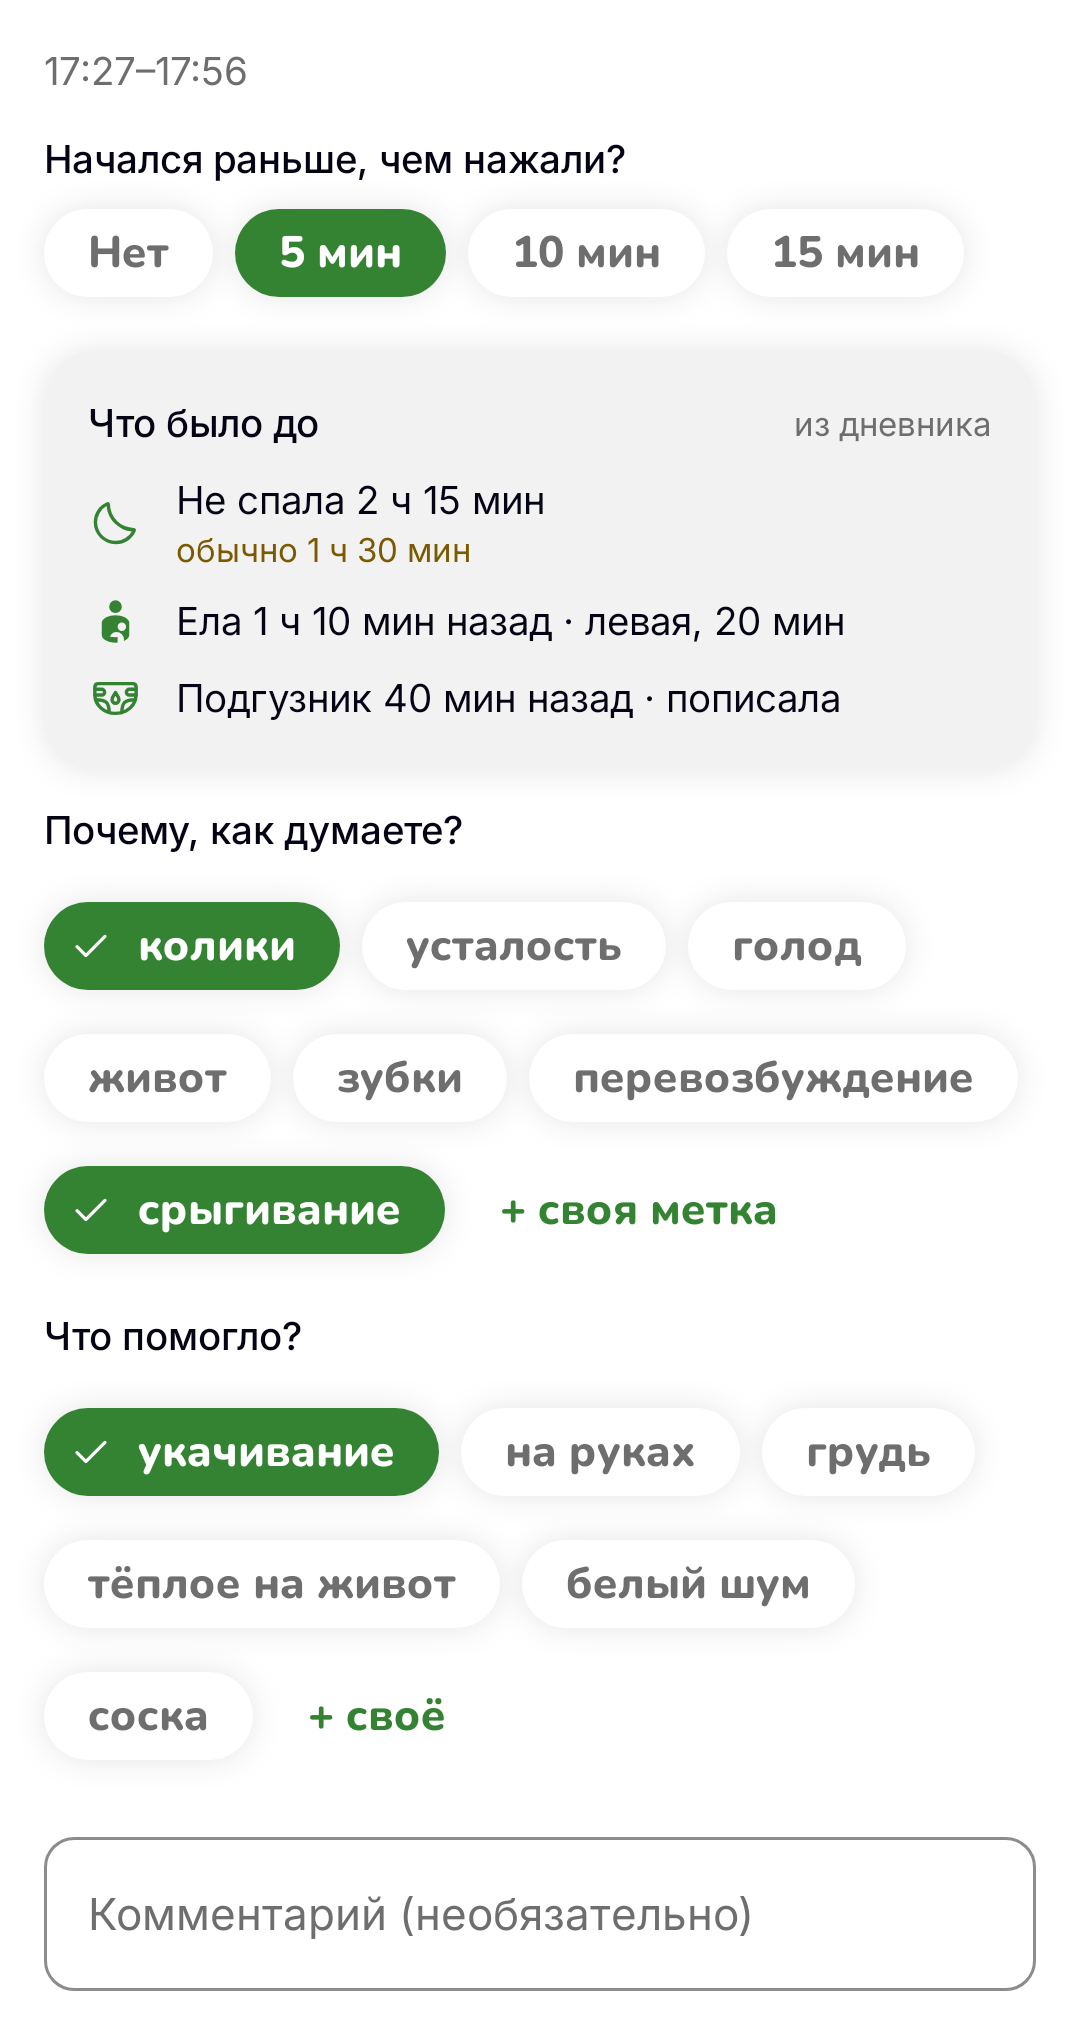 17:27–17:56
Начался раньше, чем нажали?
Нет 5 мин 10 мин 15 мин
Что было до из дневника
Не спала 2 ч 15 мин
обычно 1 ч 30 мин
Ела 1 ч 10 мин назад · левая, 20 мин
Подгузник 40 мин назад · пописала
Почему, как думаете?
колики усталость голод
живот зубки перевозбуждение
срыгивание + своя метка
Что помогло?
укачивание на руках грудь
тёплое на живот белый шум
соска + своё
Комментарий (необязательно)